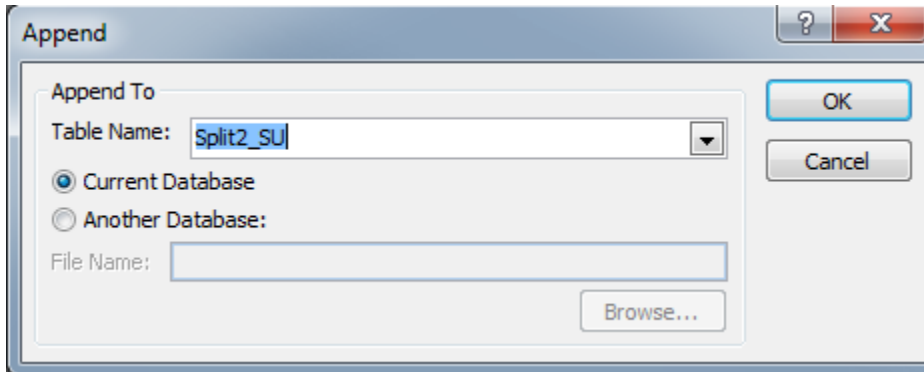 Append
Append To
Table Name: Split2_SU
Current Database
Another Database:
File Name:
Browse...
OK
Cancel